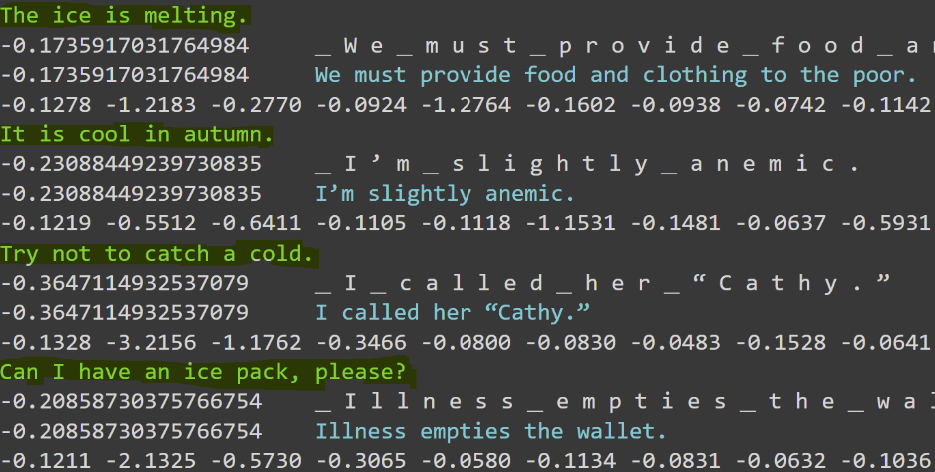 The ice is melting.
-0.1735917031764984 _ W e _ m u s t _ p r o v i d e _ f o o d _ a
-0.1735917031764984 We must provide food and clothing to the poor.
-0.1278 -1.2183 -0.2770 -0.0924 -1.2764 -0.1602 -0.0938 -0.0742 -0.1142
It is cool in autumn.
-0.23088449239730835 _ I ’ m _ s l i g h t l y _ a n e m i c .
-0.23088449239730835 I’m slightly anemic.
-0.1219 -0.5512 -0.6411 -0.1105 -0.1118 -1.1531 -0.1481 -0.0637 -0.5931
Try not to catch a cold.
-0.3647114932537079 _ I _ c a l l e d _ h e r _ “ C a t h y . ”
-0.3647114932537079 I called her “Cathy.”
-0.1328 -3.2156 -1.1762 -0.3466 -0.0800 -0.0830 -0.0483 -0.1528 -0.0641
Can I have an ice pack, please?
-0.20858730375766754 _ I l l n e s s _ e m p t i e s _ t h e _ w a
-0.20858730375766754 Illness empties the wallet.
-0.1211 -2.1325 -0.5730 -0.3065 -0.0580 -0.1134 -0.0831 -0.0632 -0.1036